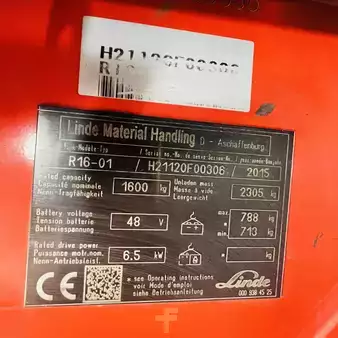 H21120F00306
R16
Linde Material Handling D - Aschaffenburg
R16-01 / H21120F00306 / 2015
Rated capacity
Capacité nominale
Nenn-Tragfähigkeit
1600 kg
Unladen mass
Masse à vide
Leergewicht
2305 kg
Battery voltage
Tension batterie
Batteriespannung
48 V
max 788 kg
min 713 kg
Rated drive power
Puissance motr.nom.
Nenn-Antriebsleist.
6.5 kW
* see Operating instructions
voir Mode d'emploi
siehe Betriebsanleitung
CE
Linde
000 938 45 25